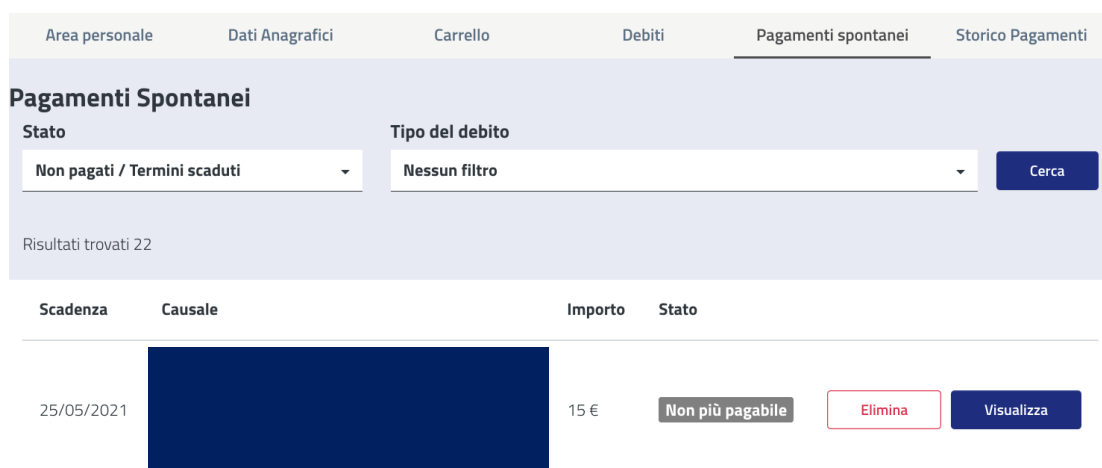 Area personale Dati Anagrafici Carrello Debiti Pagamenti spontanei Storico Pagamenti
Pagamenti Spontanei
Stato Tipo del debito
Non pagati / Termini scaduti Nessun filtro Cerca
Risultati trovati 22
Scadenza Causale Importo Stato
25/05/2021 15 € Non più pagabile Elimina Visualizza